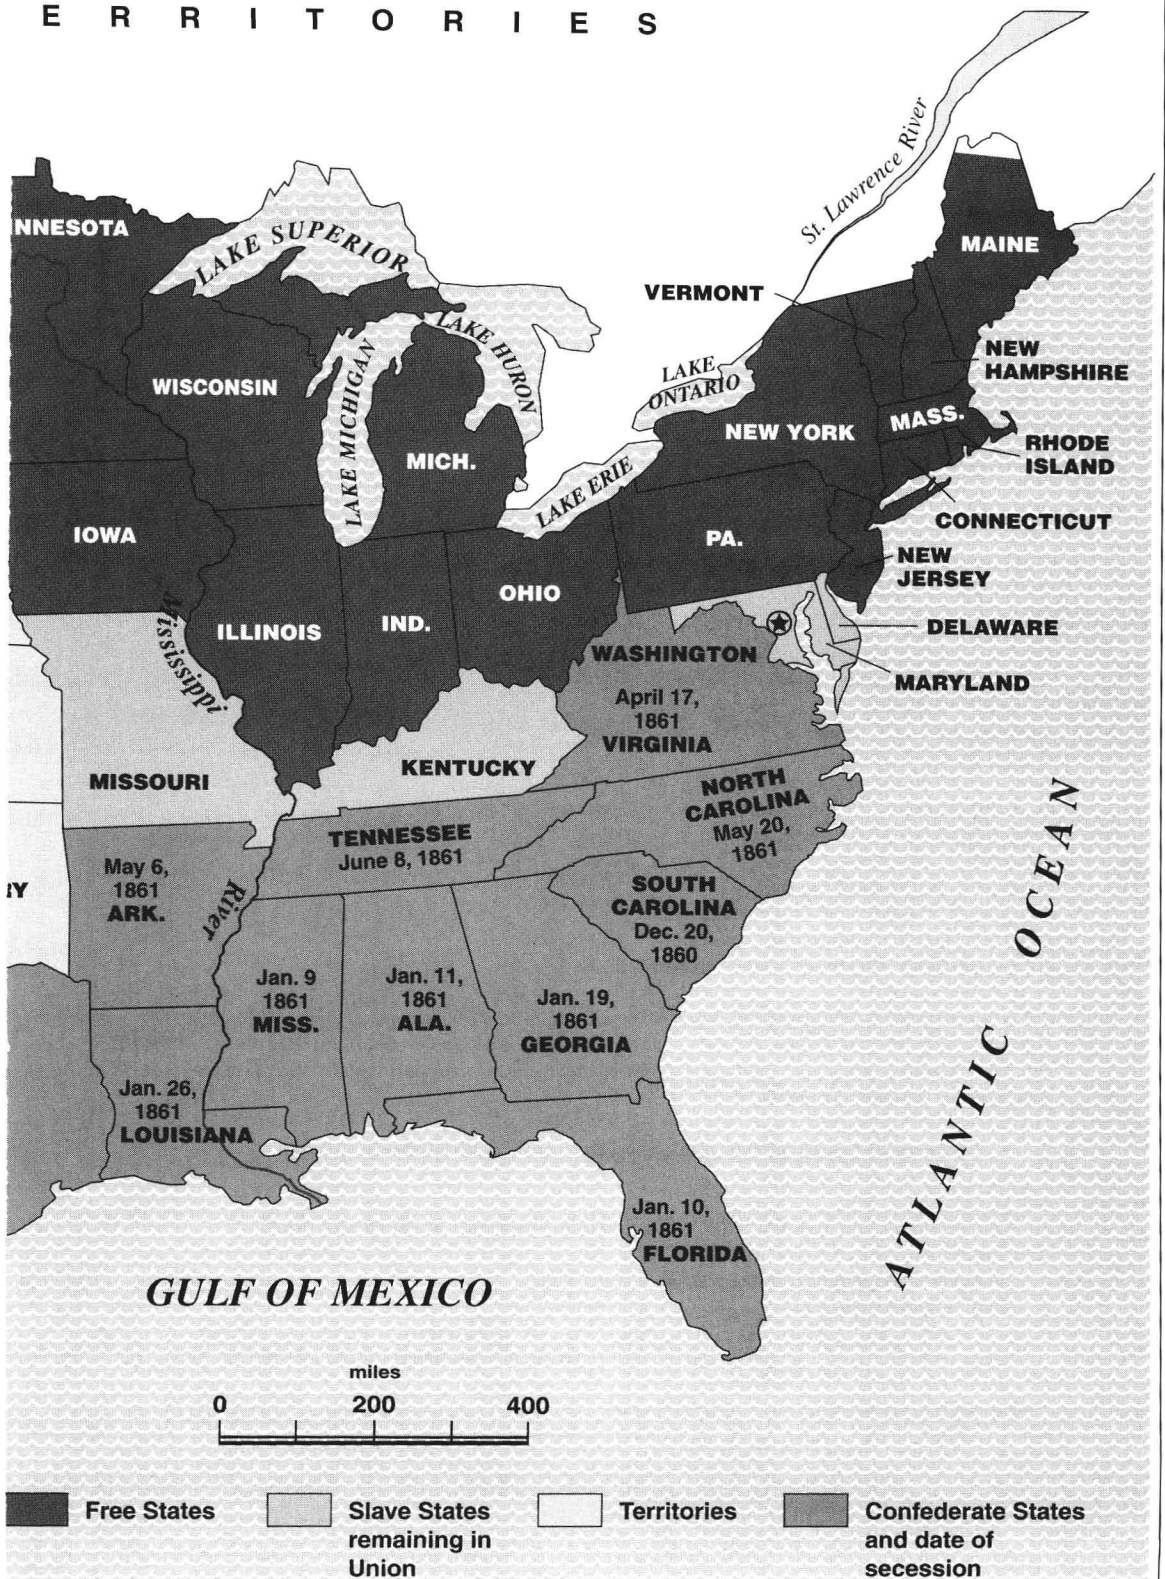 E R R I T O R I E S
St. Lawrence River
NNESOTA
LAKE SUPERIOR
MAINE
VERMONT
LAKE HURON
NEW
HAMPSHIRE
LAKE
ONTARIO
WISCONSIN
LAKE MICHIGAN
MASS.
NEW YORK
RHODE
ISLAND
MICH.
LAKE ERIE
CONNECTICUT
IOWA
PA.
NEW
JERSEY
OHIO
ILLINOIS
IND.
DELAWARE
Mississippi
WASHINGTON
MARYLAND
April 17,
1861
VIRGINIA
KENTUCKY
MISSOURI
NORTH
CAROLINA
May 20,
1861
TENNESSEE
June 8, 1861
May 6,
1861
ARK.
RY
River
SOUTH
CAROLINA
Dec. 20,
1860
Jan. 9
1861
MISS.
Jan. 11,
1861
ALA.
Jan. 19,
1861
GEORGIA
ATLANTIC OCEAN
Jan. 26,
1861
LOUISIANA
Jan. 10,
1861
FLORIDA
GULF OF MEXICO
miles
0 200 400
Free States
Slave States
remaining in
Union
Territories
Confederate States
and date of
secession